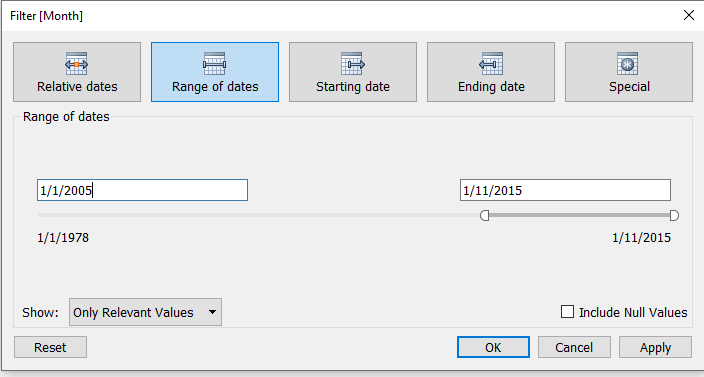 Filter [Month]
Relative dates
Range of dates
Starting date
Ending date
Special
Range of dates
1/1/2005
1/11/2015
1/1/1978
1/11/2015
Show: Only Relevant Values
Include Null Values
Reset
OK
Cancel
Apply